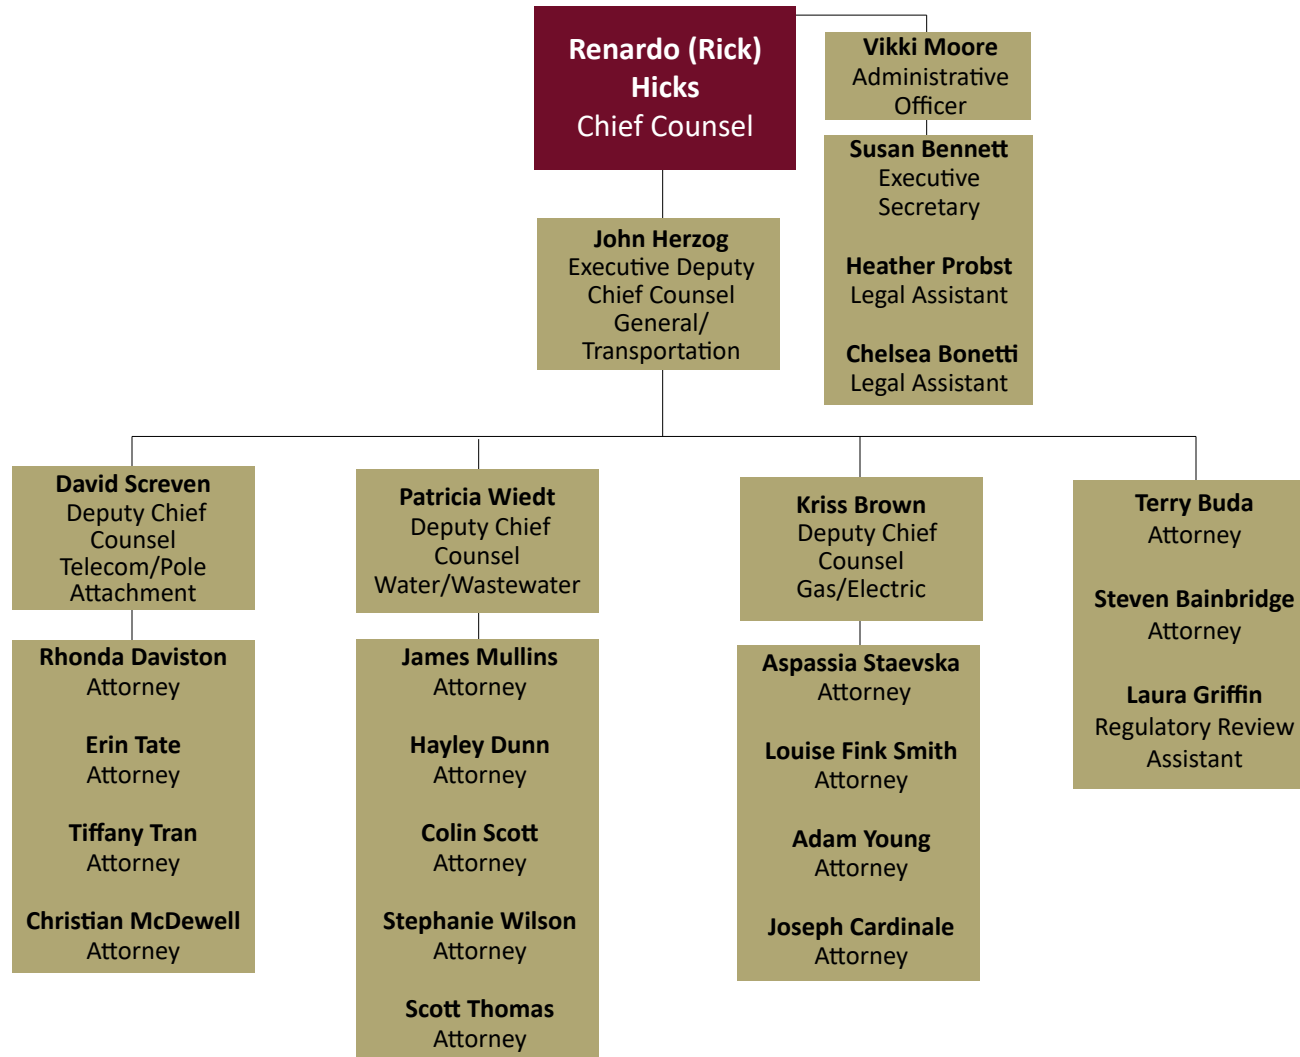 Renardo (Rick)
Hicks
Chief Counsel
Vikki Moore
Administrative
Officer
Susan Bennett
Executive
Secretary
Heather Probst
Legal Assistant
Chelsea Bonetti
Legal Assistant
John Herzog
Executive Deputy
Chief Counsel
General/
Transportation
David Screven
Deputy Chief
Counsel
Telecom/Pole
Attachment
Rhonda Daviston
Attorney
Erin Tate
Attorney
Tiffany Tran
Attorney
Christian McDewell
Attorney
Patricia Wiedt
Deputy Chief
Counsel
Water/Wastewater
James Mullins
Attorney
Hayley Dunn
Attorney
Colin Scott
Attorney
Stephanie Wilson
Attorney
Scott Thomas
Attorney
Kriss Brown
Deputy Chief
Counsel
Gas/Electric
Aspassia Staevska
Attorney
Louise Fink Smith
Attorney
Adam Young
Attorney
Joseph Cardinale
Attorney
Terry Buda
Attorney
Steven Bainbridge
Attorney
Laura Griffin
Regulatory Review
Assistant